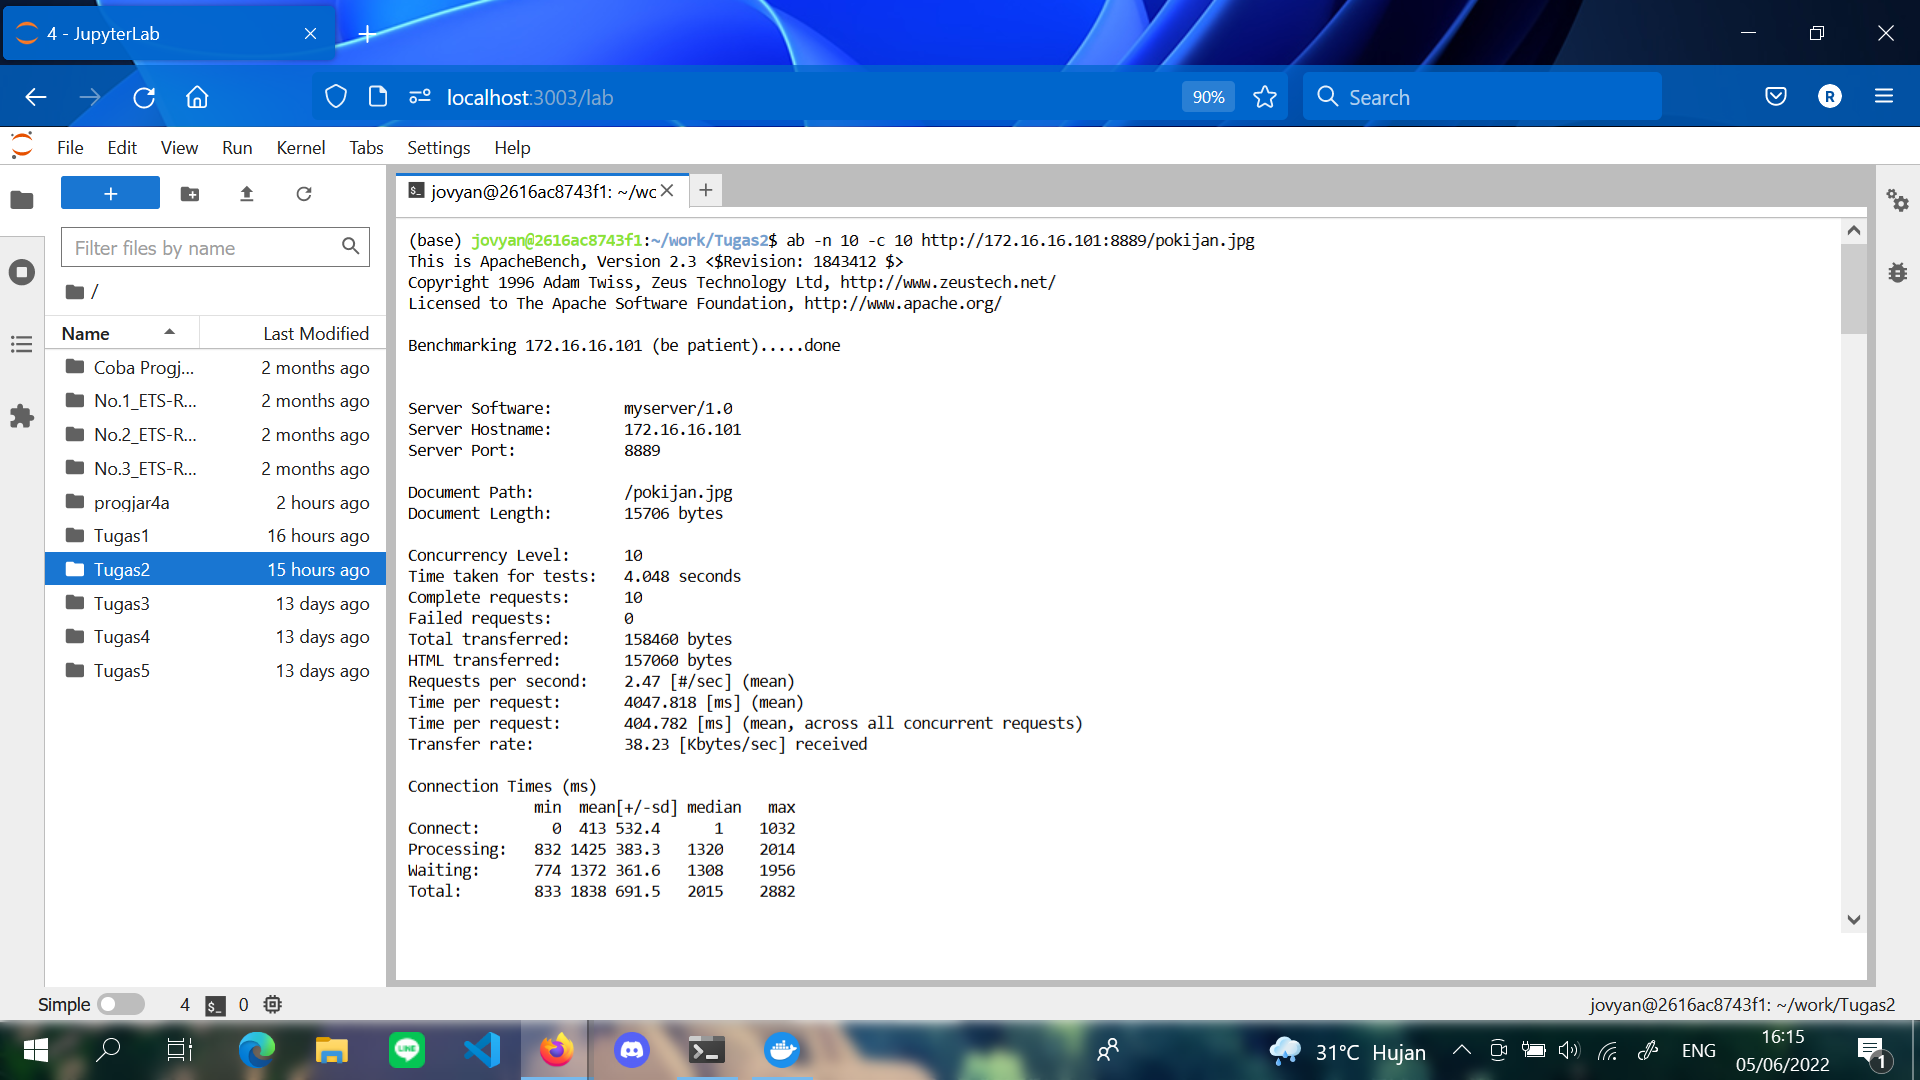 4 - JupyterLab
localhost:3003/lab
90%
Search
R
File Edit View Run Kernel Tabs Settings Help
Filter files by name
/
Name Last Modified
Coba Progj... 2 months ago
No.1_ETS-R... 2 months ago
No.2_ETS-R... 2 months ago
No.3_ETS-R... 2 months ago
progjar4a 2 hours ago
Tugas1 16 hours ago
Tugas2 15 hours ago
Tugas3 13 days ago
Tugas4 13 days ago
Tugas5 13 days ago
jovyan@2616ac8743f1: ~/wc
(base) jovyan@2616ac8743f1:~/work/Tugas2$ ab -n 10 -c 10 http://172.16.16.101:8889/pokijan.jpg
This is ApacheBench, Version 2.3 <$Revision: 1843412 $>
Copyright 1996 Adam Twiss, Zeus Technology Ltd, http://www.zeustech.net/
Licensed to The Apache Software Foundation, http://www.apache.org/
Benchmarking 172.16.16.101 (be patient).....done
Server Software: myserver/1.0
Server Hostname: 172.16.16.101
Server Port: 8889
Document Path: /pokijan.jpg
Document Length: 15706 bytes
Concurrency Level: 10
Time taken for tests: 4.048 seconds
Complete requests: 10
Failed requests: 0
Total transferred: 158460 bytes
HTML transferred: 157060 bytes
Requests per second: 2.47 [#/sec] (mean)
Time per request: 4047.818 [ms] (mean)
Time per request: 404.782 [ms] (mean, across all concurrent requests)
Transfer rate: 38.23 [Kbytes/sec] received
Connection Times (ms)
min mean[+/-sd] median max
Connect: 0 413 532.4 1 1032
Processing: 832 1425 383.3 1320 2014
Waiting: 774 1372 361.6 1308 1956
Total: 833 1838 691.5 2015 2882
Simple 4 $_ 0
jovyan@2616ac8743f1: ~/work/Tugas2
LINE
31°C Hujan
ENG
16:15
05/06/2022
1